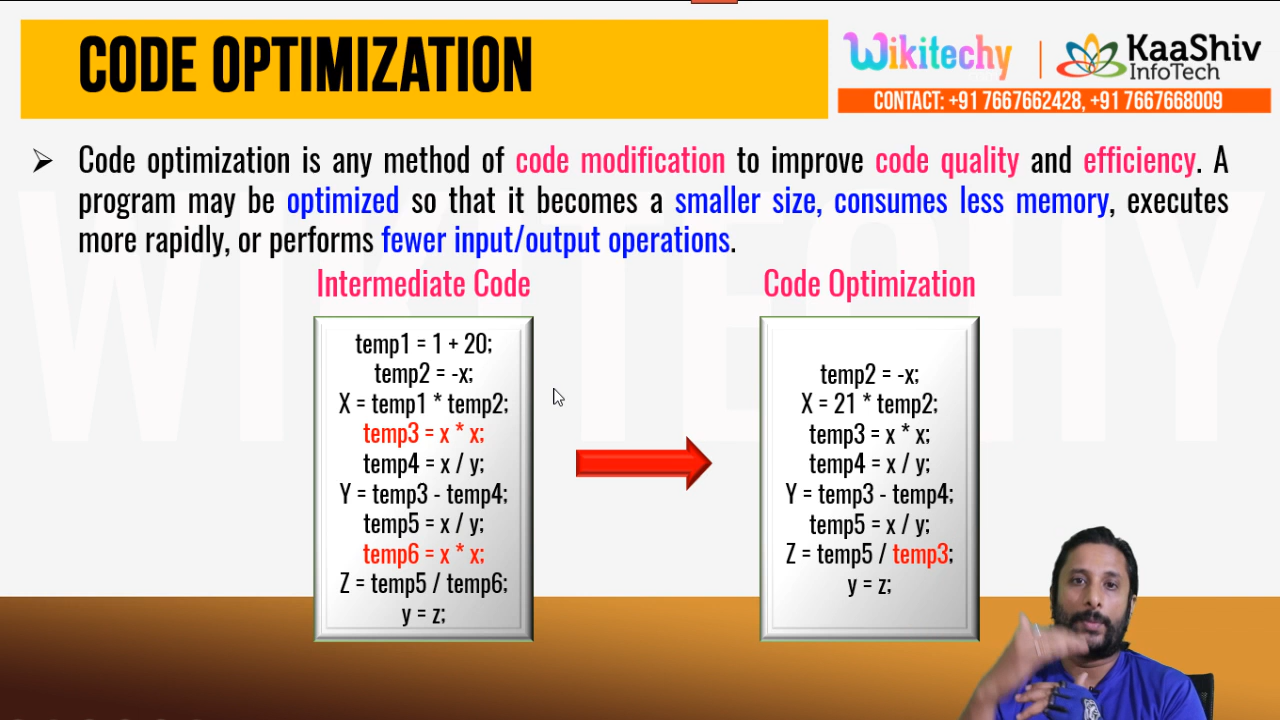 CODE OPTIMIZATION
Wikitechy
KaaShiv
InfoTech
CONTACT: +91 7667662428, +91 7667668009
Code optimization is any method of code modification to improve code quality and efficiency. A
program may be optimized so that it becomes a smaller size, consumes less memory, executes
more rapidly, or performs fewer input/output operations.
Intermediate Code
temp1 = 1 + 20;
temp2 = -x;
X = temp1 * temp2;
temp3 = x * x;
temp4 = x / y;
Y = temp3 - temp4;
temp5 = x / y;
temp6 = x * x;
Z = temp5 / temp6;
y = z;
Code Optimization
temp2 = -x;
X = 21 * temp2;
temp3 = x * x;
temp4 = x / y;
Y = temp3 - temp4;
temp5 = x / y;
Z = temp5 / temp3;
y = z;
WIKITECHY